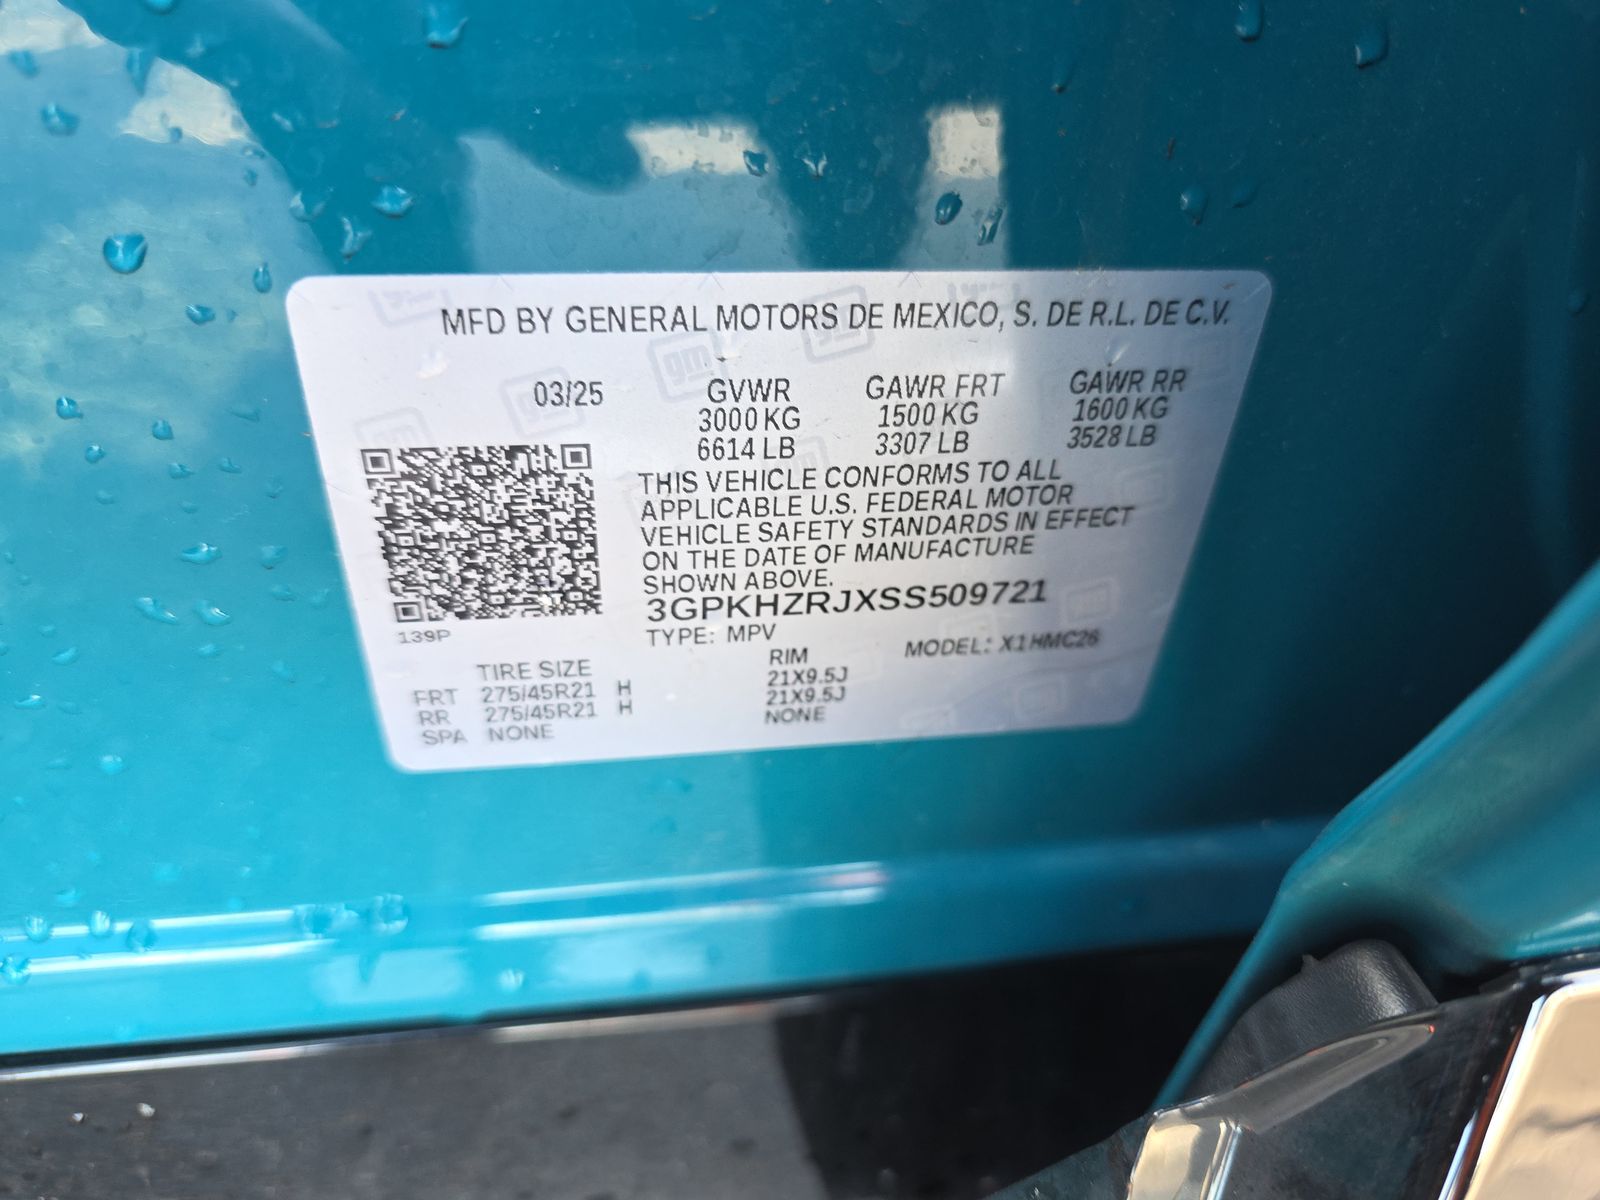 MFD BY GENERAL MOTORS DE MEXICO, S. DE R.L. DE C.V.
03/25 GVWR GAWR FRT GAWR RR
3000 KG 1500 KG 1600 KG
6614 LB 3307 LB 3528 LB
THIS VEHICLE CONFORMS TO ALL
APPLICABLE U.S. FEDERAL MOTOR
VEHICLE SAFETY STANDARDS IN EFFECT
ON THE DATE OF MANUFACTURE
SHOWN ABOVE.
3GPKHZRJXSS509721
139P
TYPE: MPV MODEL: X1HMC26
TIRE SIZE RIM
FRT 275/45R21 H 21X9.5J
RR 275/45R21 H 21X9.5J
SPA NONE NONE
gm